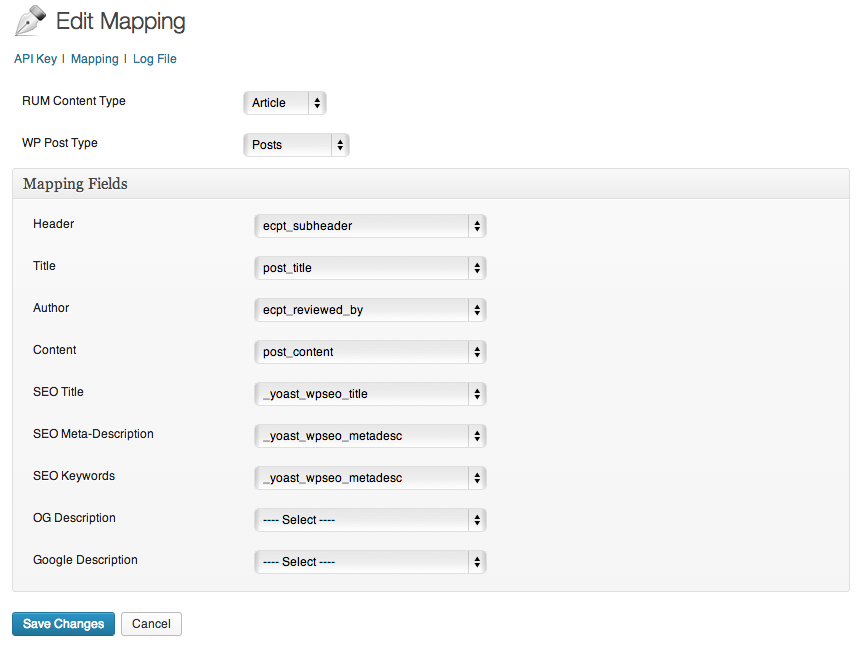 Edit Mapping
API Key | Mapping | Log File
RUM Content Type Article
WP Post Type Posts
Mapping Fields
Header ecpt_subheader
Title post_title
Author ecpt_reviewed_by
Content post_content
SEO Title _yoast_wpseo_title
SEO Meta-Description _yoast_wpseo_metadesc
SEO Keywords _yoast_wpseo_metadesc
OG Description ---- Select ----
Google Description ---- Select ----
Save Changes Cancel